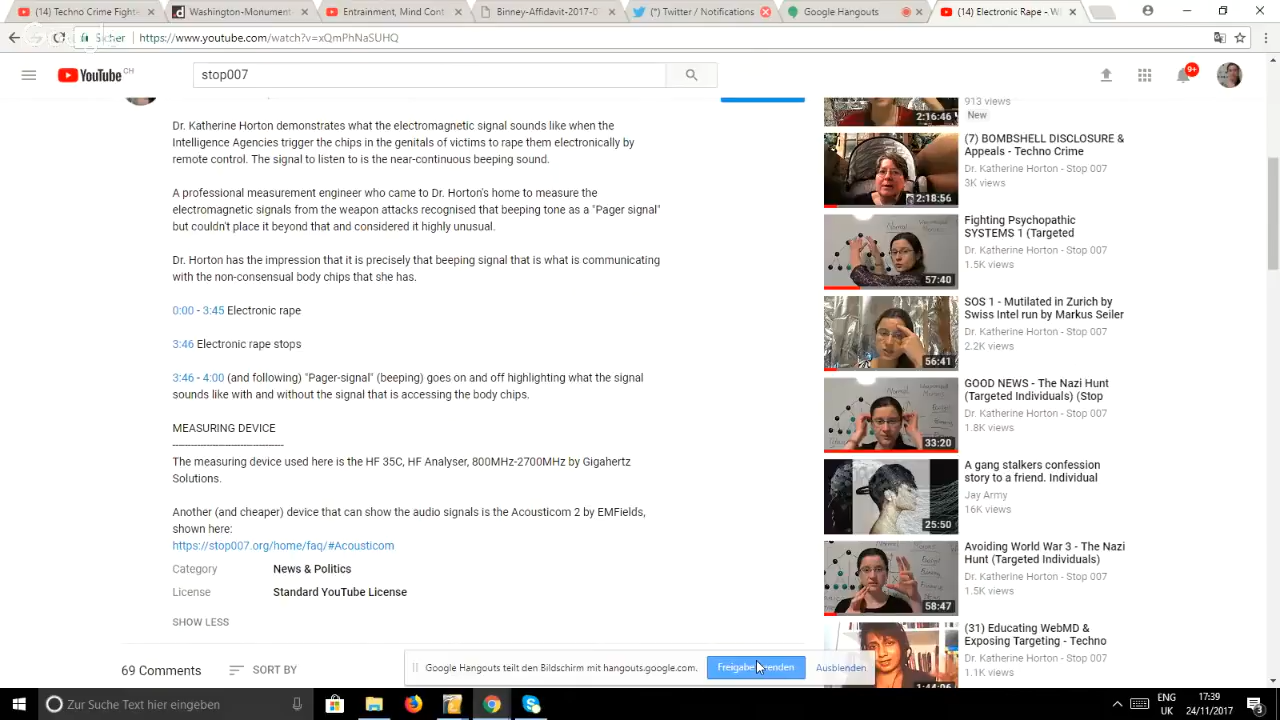 (14) Techno Crime Fighte
Washington-Monument
Entrainment, Mind Cont
Binney-Affidavit-2017-0
(*) Twitter / Notifications
Google Hangouts
(14) Electronic Rape - W
https://www.youtube.com/watch?v=xQmPhNaSUHQ
YouTube CH
stop007
9+
Dr. Katherine Horton demonstrates what the electromagnetic signal sounds like when the
Intelligence Agencies trigger the chips in the genitals of victims to rape them electronically by
remote control. The signal to listen to is the near-continuous beeping sound.
A professional measurement engineer who came to Dr. Horton's home to measure the
electromagnetic signals from the weapon attacks recognised that beeping tone as a "Pager signal"
but couldn't place it beyond that and considered it highly unusual.
Dr. Horton has the impression that it is precisely that beeping signal that is what is communicating
with the non-consensual body chips that she has.
0:00 - 3:45 Electronic rape
3:46 Electronic rape stops
3:46 - 4:00 (and following) "Pager-signal" (beeping) goes on and off highlighting what the signal
sounds like with and without the signal that is accessing the body chips.
MEASURING DEVICE
------------------------------------
The measuring device used here is the HF 35C, HF Analyser, 800MHz-2700MHz by Gigahertz
Solutions.
Another (and cheaper) device that can show the audio signals is the Acousticom 2 by EMFields,
shown here:
https://stop007.org/home/faq/#Acousticom
Category News & Politics
License Standard YouTube License
SHOW LESS
69 Comments SORT BY
913 views
New
2:16:46
(7) BOMBSHELL DISCLOSURE &
Appeals - Techno Crime
Dr. Katherine Horton - Stop 007
3K views
2:18:56
Fighting Psychopathic
SYSTEMS 1 (Targeted
Dr. Katherine Horton - Stop 007
1.5K views
57:40
SOS 1 - Mutilated in Zurich by
Swiss Intel run by Markus Seiler
Dr. Katherine Horton - Stop 007
2.2K views
56:41
GOOD NEWS - The Nazi Hunt
(Targeted Individuals) (Stop
Dr. Katherine Horton - Stop 007
1.8K views
33:20
A gang stalkers confession
story to a friend. Individual
Jay Army
16K views
25:50
Avoiding World War 3 - The Nazi
Hunt (Targeted Individuals)
Dr. Katherine Horton - Stop 007
1.5K views
58:47
(31) Educating WebMD &
Exposing Targeting - Techno
Dr. Katherine Horton - Stop 007
1.1K views
1:44:06
Google Hangouts teilt den Bildschirm mit hangouts.google.com.
Ausblenden
Zur Suche Text hier eingeben
ENG
UK
17:39
24/11/2017
3